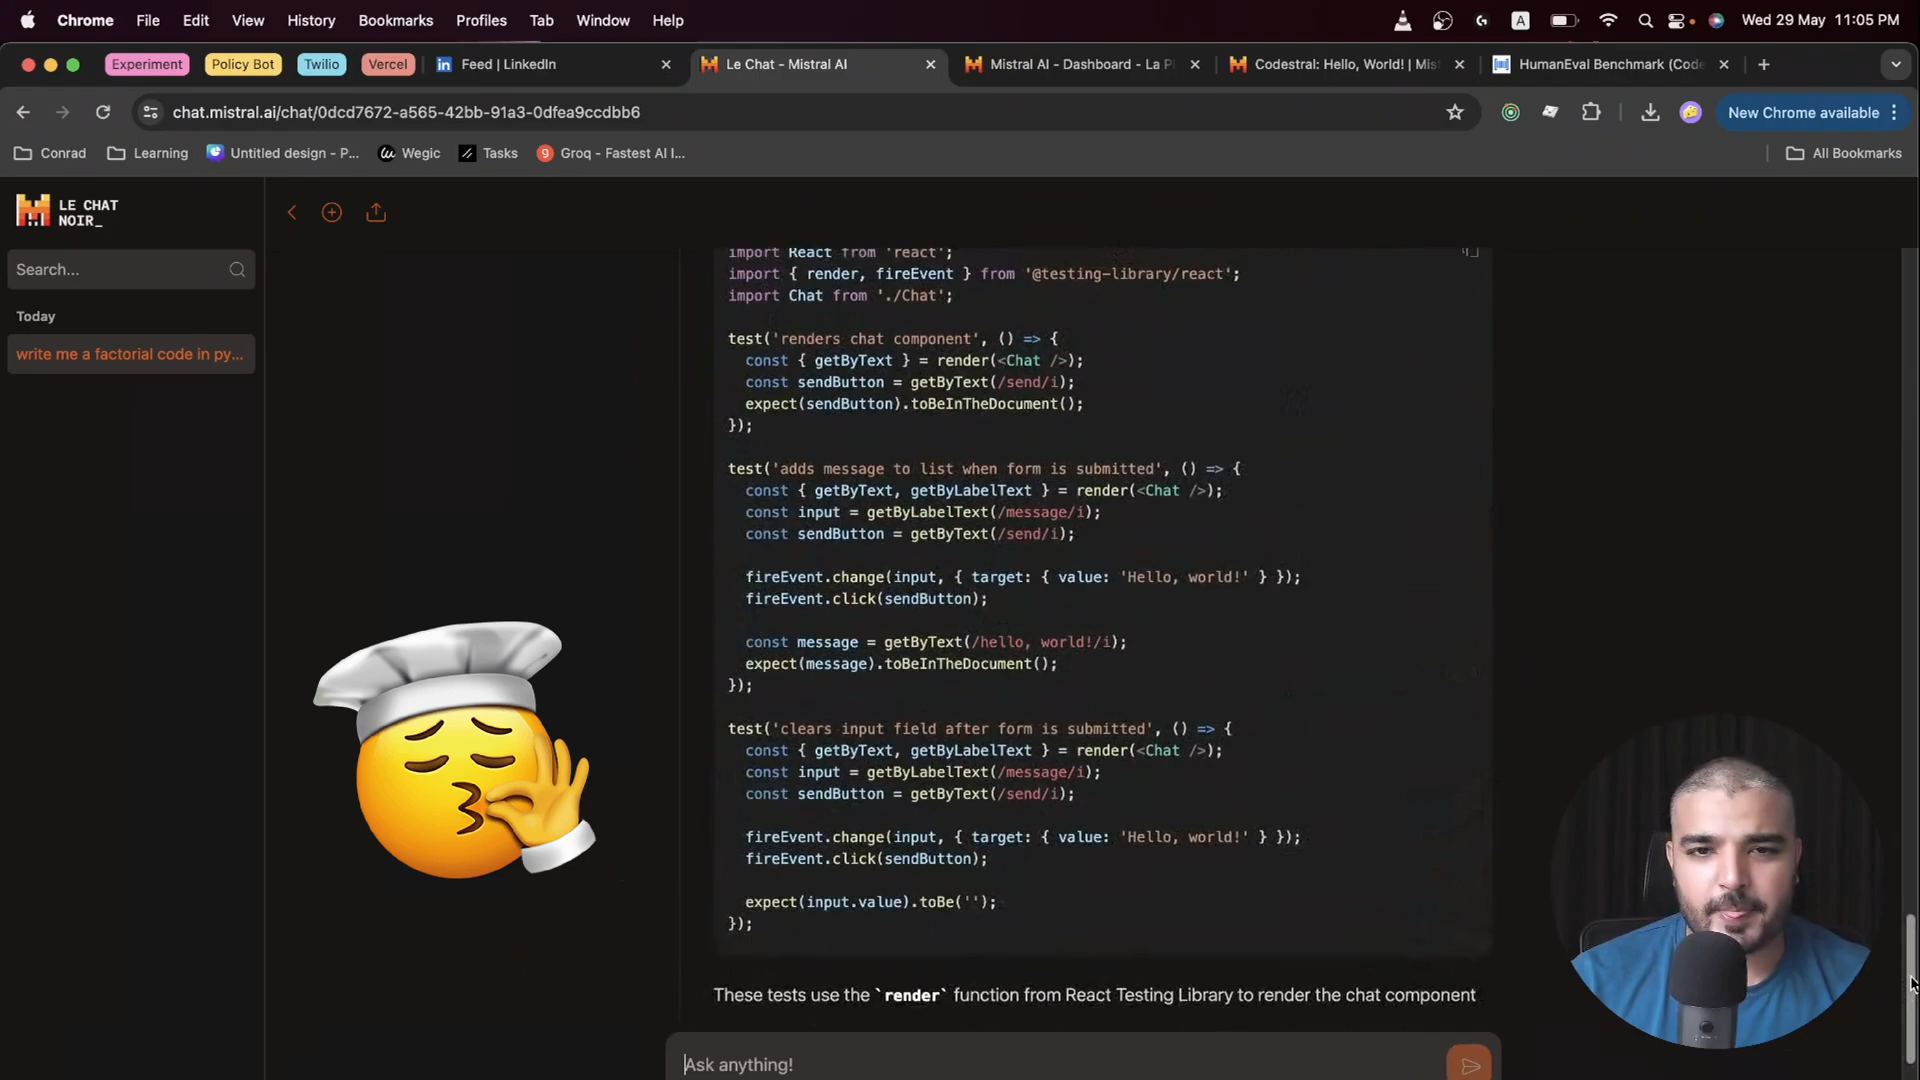 Chrome File Edit View History Bookmarks Profiles Tab Window Help A Wed 29 May 11:05 PM
Experiment Policy Bot Twilio Vercel Feed | LinkedIn Le Chat - Mistral AI Mistral AI - Dashboard - La P Codestral: Hello, World! | Mis HumanEval Benchmark (Code
chat.mistral.ai/chat/0dcd7672-a565-42bb-91a3-0dfea9ccdbb6 New Chrome available
Conrad Learning Untitled design - P... Wegic Tasks Groq - Fastest AI I... All Bookmarks
LE CHAT
NOIR_
Search...
Today
write me a factorial code in py...
import React from 'react';
import { render, fireEvent } from '@testing-library/react';
import Chat from './Chat';
test('renders chat component', () => {
const { getByText } = render(<Chat />);
const sendButton = getByText(/send/i);
expect(sendButton).toBeInTheDocument();
});
test('adds message to list when form is submitted', () => {
const { getByText, getByLabelText } = render(<Chat />);
const input = getByLabelText(/message/i);
const sendButton = getByText(/send/i);
fireEvent.change(input, { target: { value: 'Hello, world!' } });
fireEvent.click(sendButton);
const message = getByText(/hello, world!/i);
expect(message).toBeInTheDocument();
});
test('clears input field after form is submitted', () => {
const { getByText, getByLabelText } = render(<Chat />);
const input = getByLabelText(/message/i);
const sendButton = getByText(/send/i);
fireEvent.change(input, { target: { value: 'Hello, world!' } });
fireEvent.click(sendButton);
expect(input.value).toBe('');
});
These tests use the `render` function from React Testing Library to render the chat component
Ask anything!